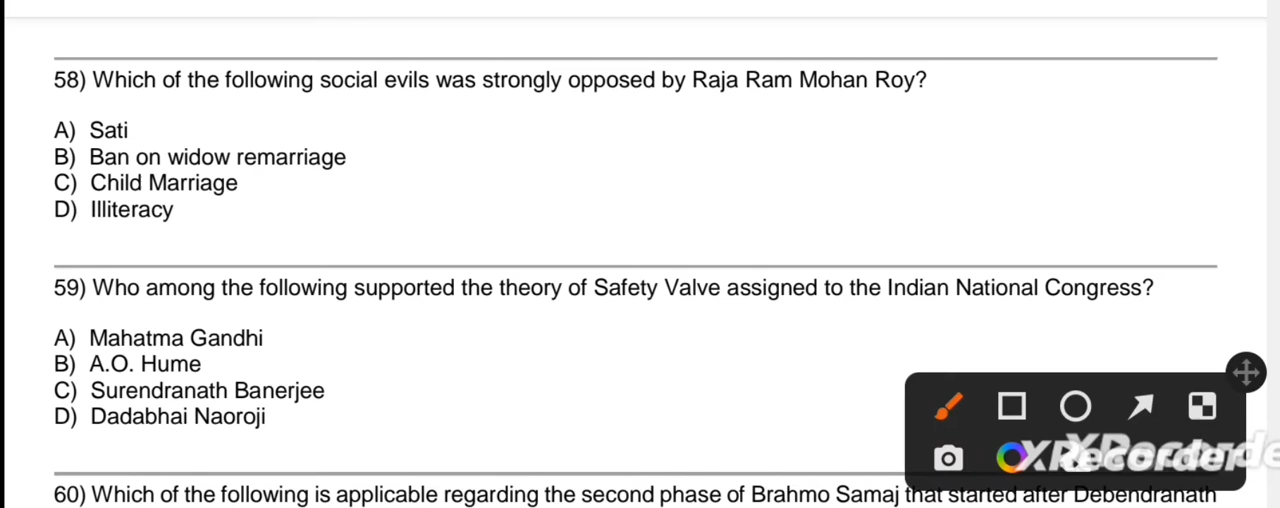 58) Which of the following social evils was strongly opposed by Raja Ram Mohan Roy?
A) Sati
B) Ban on widow remarriage
C) Child Marriage
D) Illiteracy
59) Who among the following supported the theory of Safety Valve assigned to the Indian National Congress?
A) Mahatma Gandhi
B) A.O. Hume
C) Surendranath Banerjee
D) Dadabhai Naoroji
XRecorder
60) Which of the following is applicable regarding the second phase of Brahmo Samaj that started after Debendranath